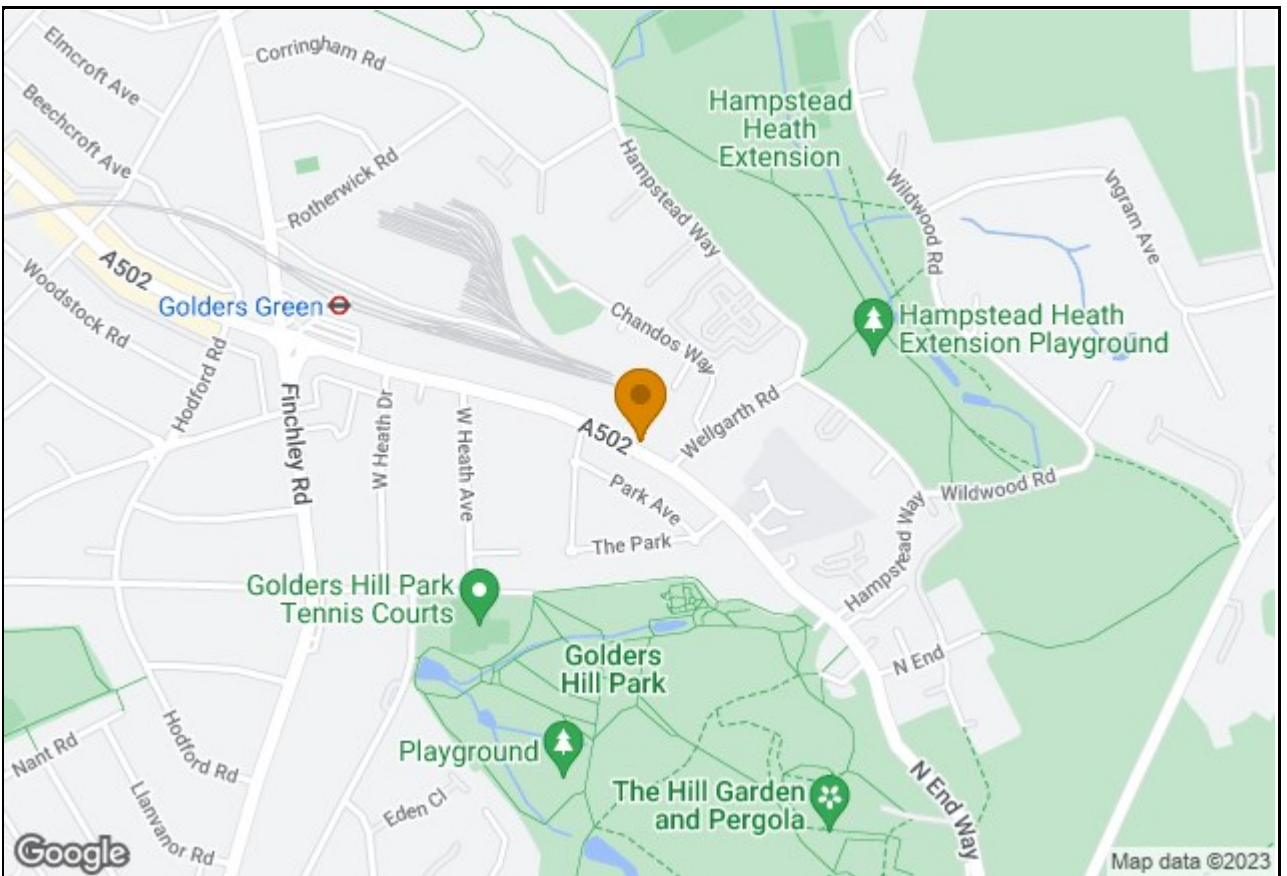 Elmcroft Ave
Corringham Rd
Beechcroft Ave
Hampstead
Heath
Extension
Rotherwick Rd
Hampstead Way
Wildwood Rd
Ingram Ave
A502
Woodstock Rd
Golders Green
Chandos Way
Hampstead Heath
Extension Playground
Hodford Rd
Finchley Rd
W Heath Dr
W Heath Ave
A502
Wellgarth Rd
Park Ave
Wildwood Rd
The Park
Hampstead Way
Golders Hill Park
Tennis Courts
Golders
Hill Park
N End
Nant Rd
Hodford Rd
Playground
The Hill Garden
and Pergola
N End Way
Llanvanor Rd
Eden Cl
Google
Map data ©2023